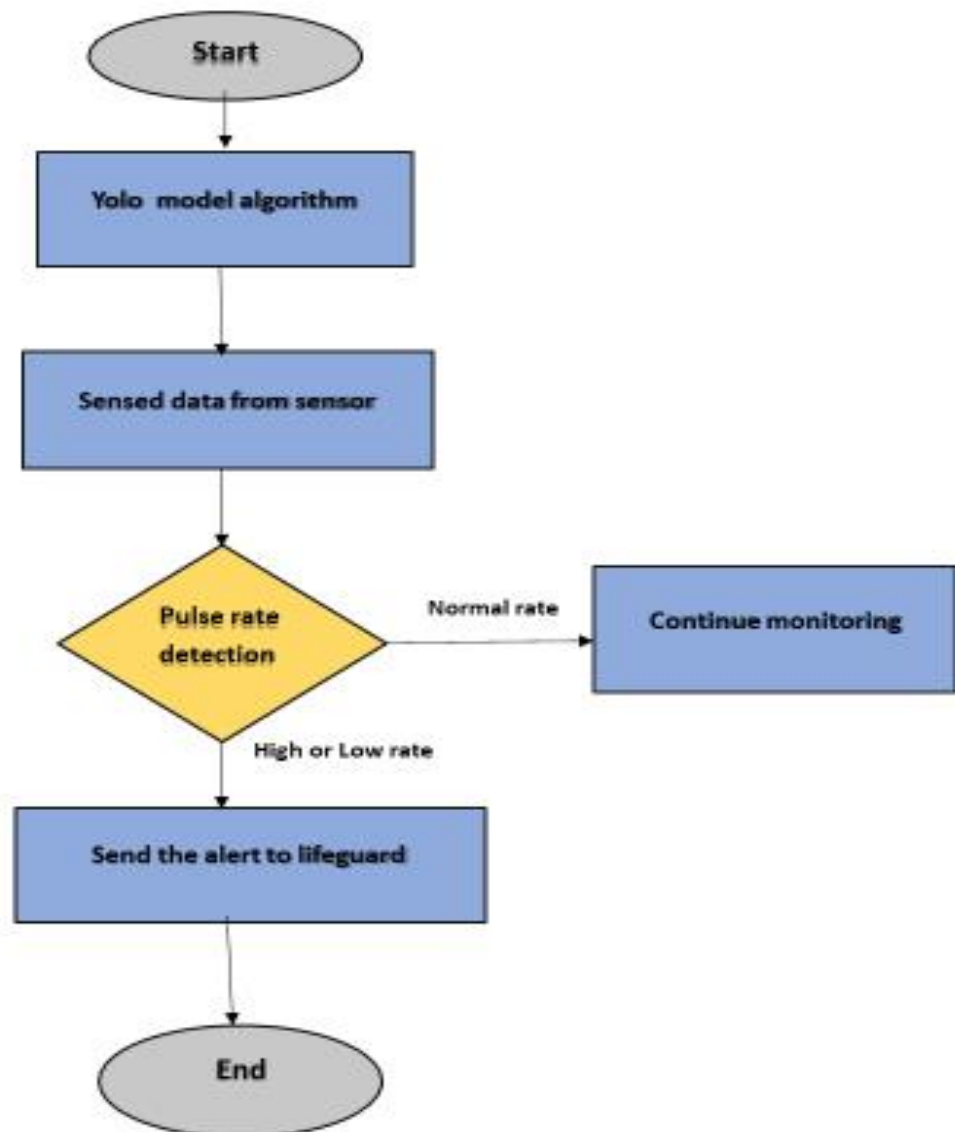 Start
Yolo model algorithm
Sensed data from sensor
Pulse rate
detection
Normal rate
Continue monitoring
High or Low rate
Send the alert to lifeguard
End